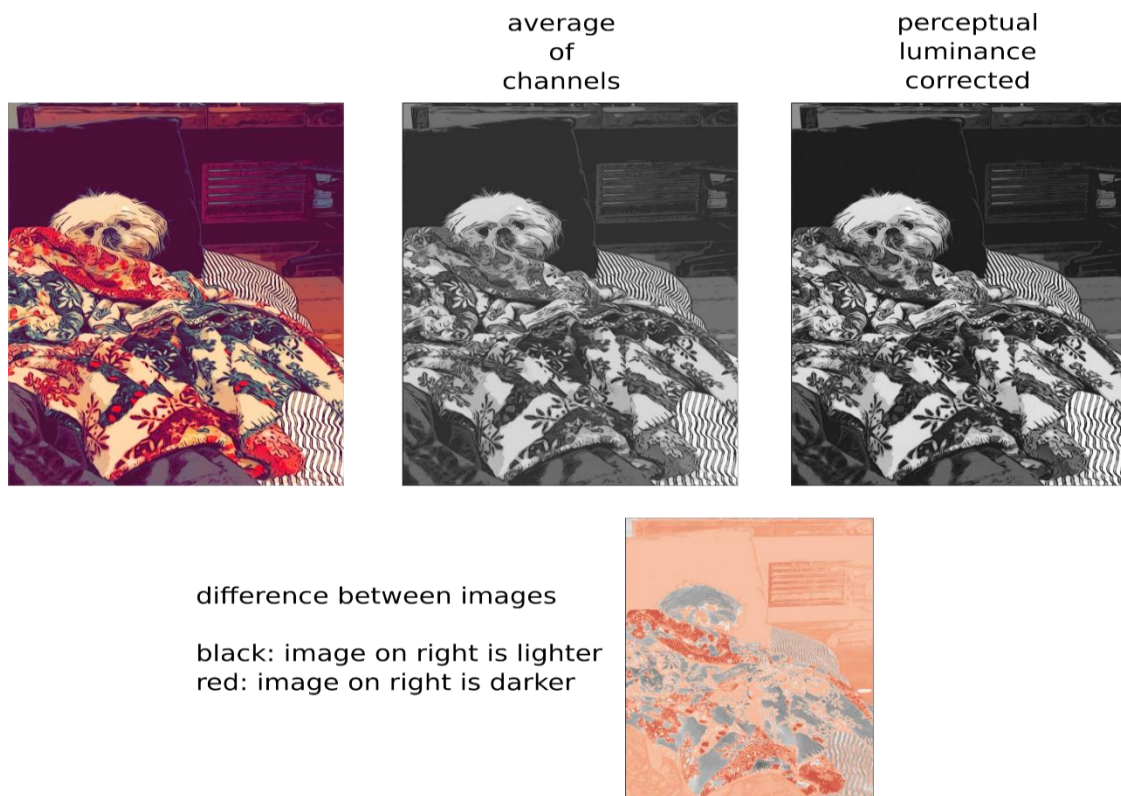 average
of
channels
perceptual
luminance
corrected
difference between images
black: image on right is lighter
red: image on right is darker